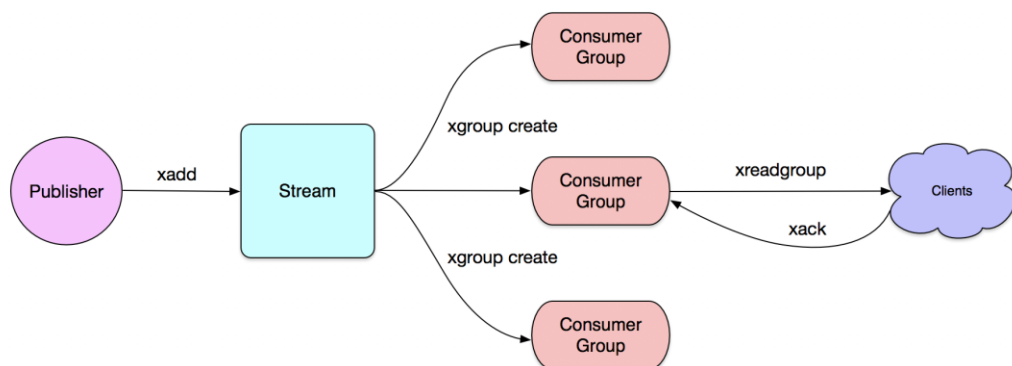 Consumer
Group
xgroup create
Publisher
xadd
Stream
Consumer
Group
xreadgroup
Clients
xack
xgroup create
Consumer
Group